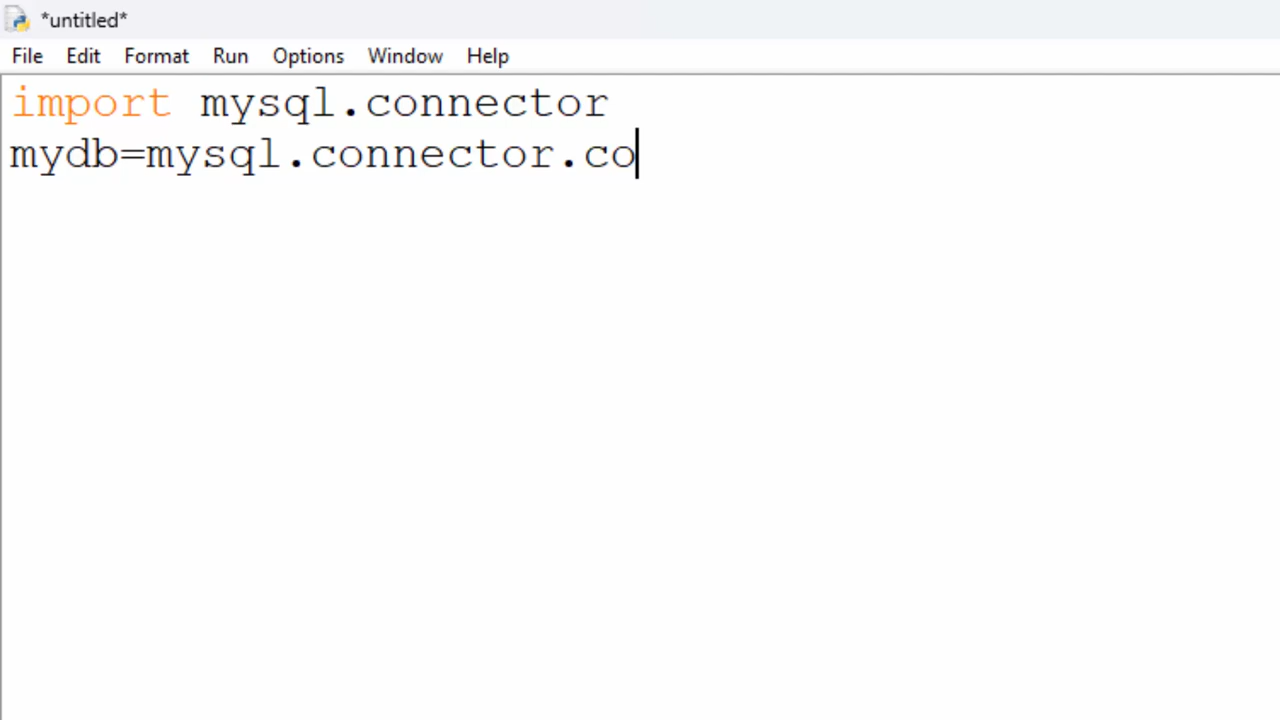 *untitled*
File Edit Format Run Options Window Help
import mysql.connector
mydb=mysql.connector.co